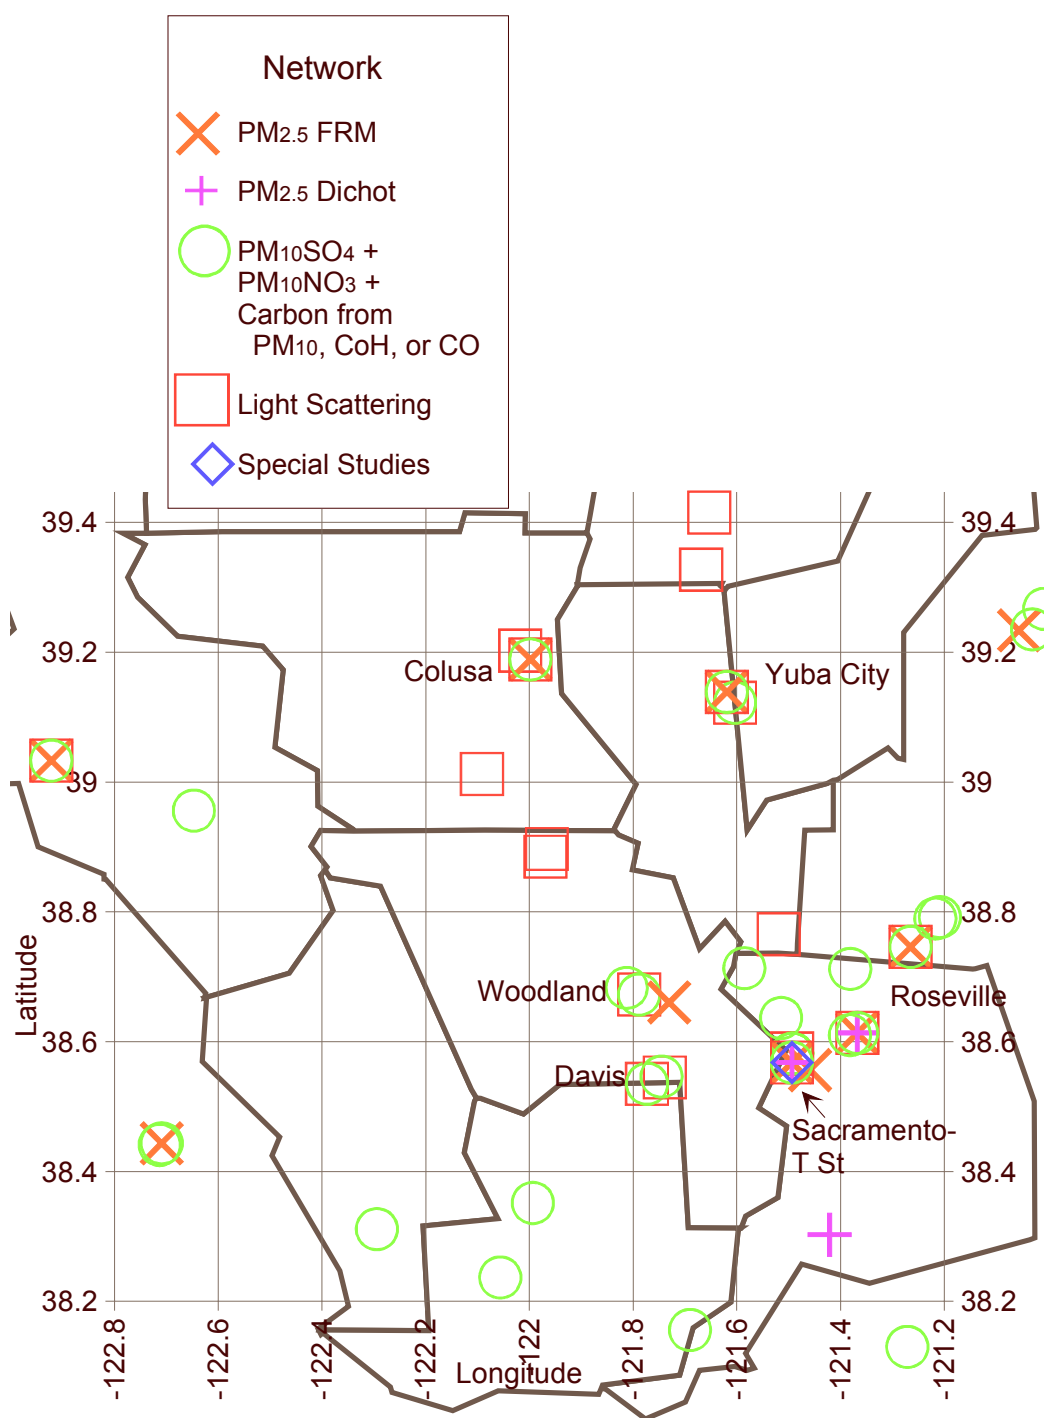 Network
PM2.5 FRM
PM2.5 Dichot
PM10SO4 +
PM10NO3 +
Carbon from
PM10, CoH, or CO
Light Scattering
Special Studies
39.4
39.4
39.2
39.2
Colusa
Yuba City
39
39
38.8
38.8
Latitude
Woodland
Roseville
38.6
38.6
Davis
Sacramento-
T St
38.4
38.4
38.2
38.2
-122.8
-122.6
-122.4
-122.2
-122
-121.8
-121.6
-121.4
-121.2
Longitude